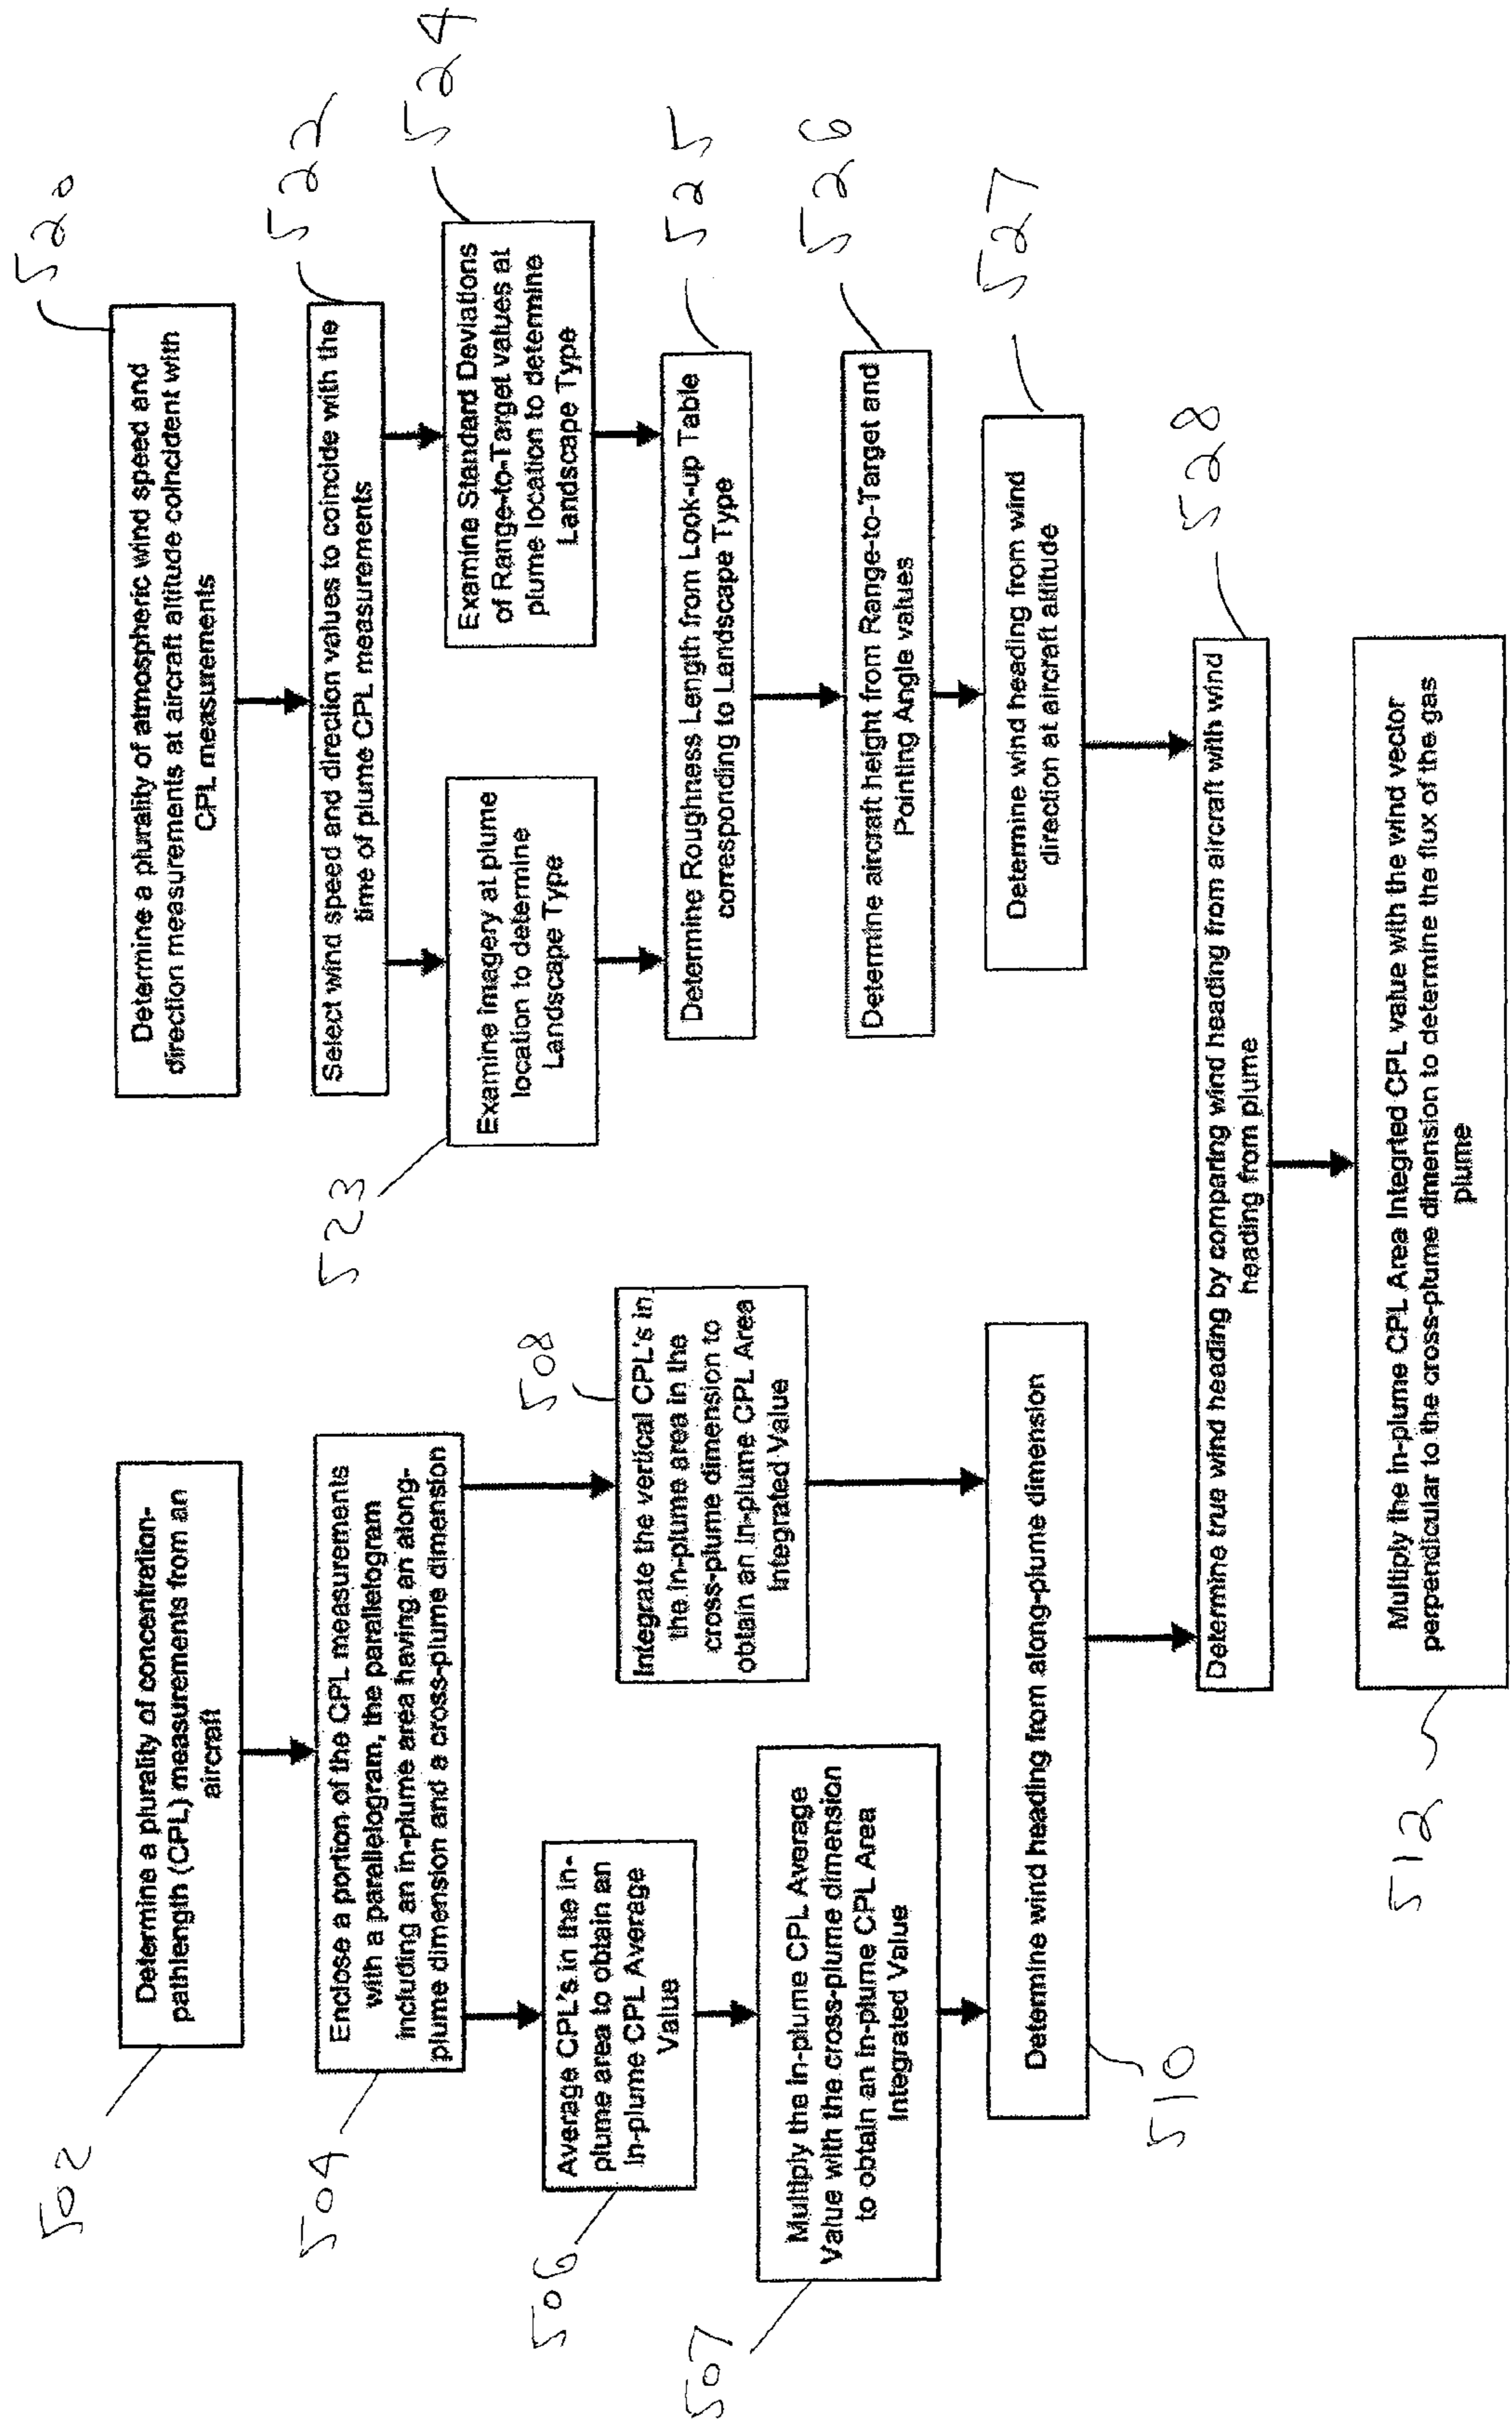 502
Determine a plurality of concentration-
pathlength (CPL) measurements from an
aircraft
504
Enclose a portion of the CPL measurements
with a parallelogram, the parallelogram
including an in-plume area having an along-
plume dimension and a cross-plume dimension
506
Average CPL's in the in-
plume area to obtain an
in-plume CPL Average
Value
507
Multiply the in-plume CPL Average
Value with the cross-plume dimension
to obtain an in-plume CPL Area
Integrated Value
508
Integrate the vertical CPL's in
the in-plume area in the
cross-plume dimension to
obtain an in-plume CPL Area
Integrated Value
510
Determine wind heading from along-plume dimension
520
Determine a plurality of atmospheric wind speed and
direction measurements at aircraft altitude coincident with
CPL measurements
522
Select wind speed and direction values to coincide with the
time of plume CPL measurements
523
Examine imagery at plume
location to determine
Landscape Type
524
Examine Standard Deviations
of Range-to-Target values at
plume location to determine
Landscape Type
525
Determine Roughness Length from Look-up Table
corresponding to Landscape Type
526
Determine aircraft height from Range-to-Target and
Pointing Angle values
527
Determine wind heading from wind
direction at aircraft altitude
528
Determine true wind heading by comparing wind heading from aircraft with wind
heading from plume
512
Multiply the in-plume CPL Area Integrted CPL value with the wind vector
perpendicular to the cross-plume dimension to determine the flux of the gas
plume